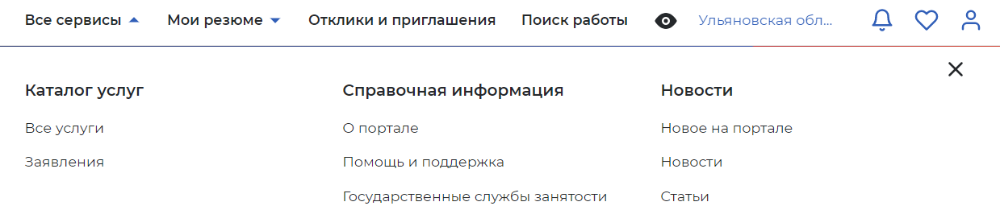 Все сервисы Мои резюме Отклики и приглашения Поиск работы Ульяновская обл...
Каталог услуг Справочная информация Новости
Все услуги О портале Новое на портале
Заявления Помощь и поддержка Новости
Государственные службы занятости Статьи